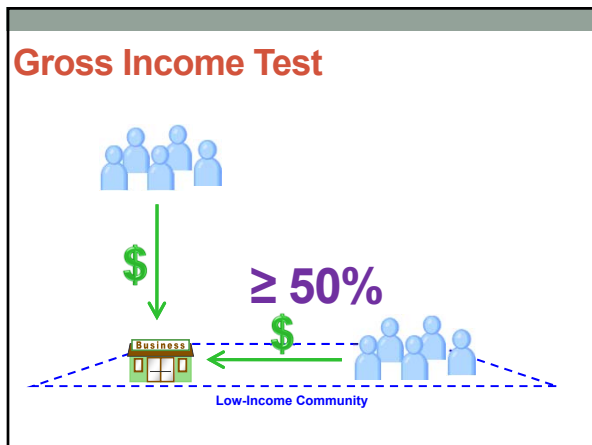 Gross Income Test
$
≥ 50%
$
Business
Low-Income Community